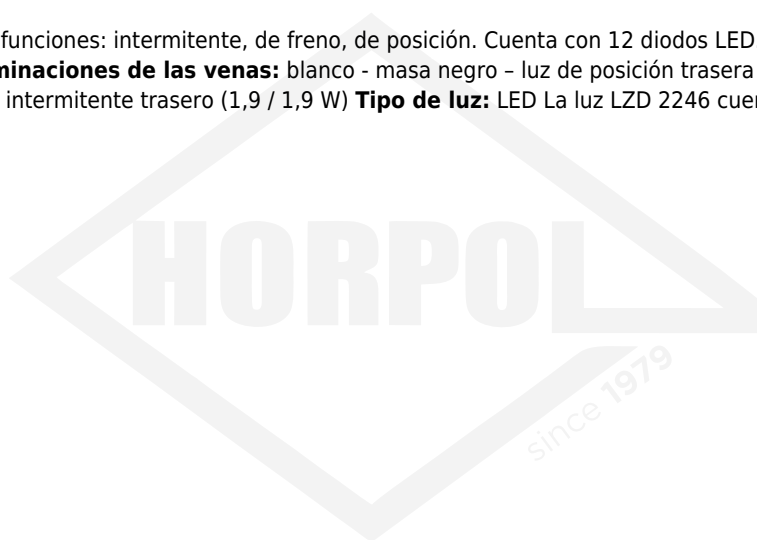 funciones: intermitente, de freno, de posición. Cuenta con 12 diodos LED
minaciones de las venas: blanco - masa negro – luz de posición trasera
intermitente trasero (1,9 / 1,9 W) Tipo de luz: LED La luz LZD 2246 cuen
HORPOL
since 1979